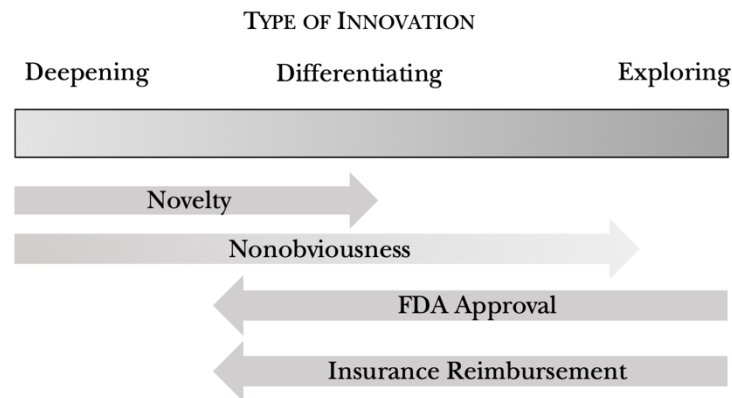 TYPE OF INNOVATION
Deepening Differentiating Exploring
Novelty
Nonobviousness
FDA Approval
Insurance Reimbursement